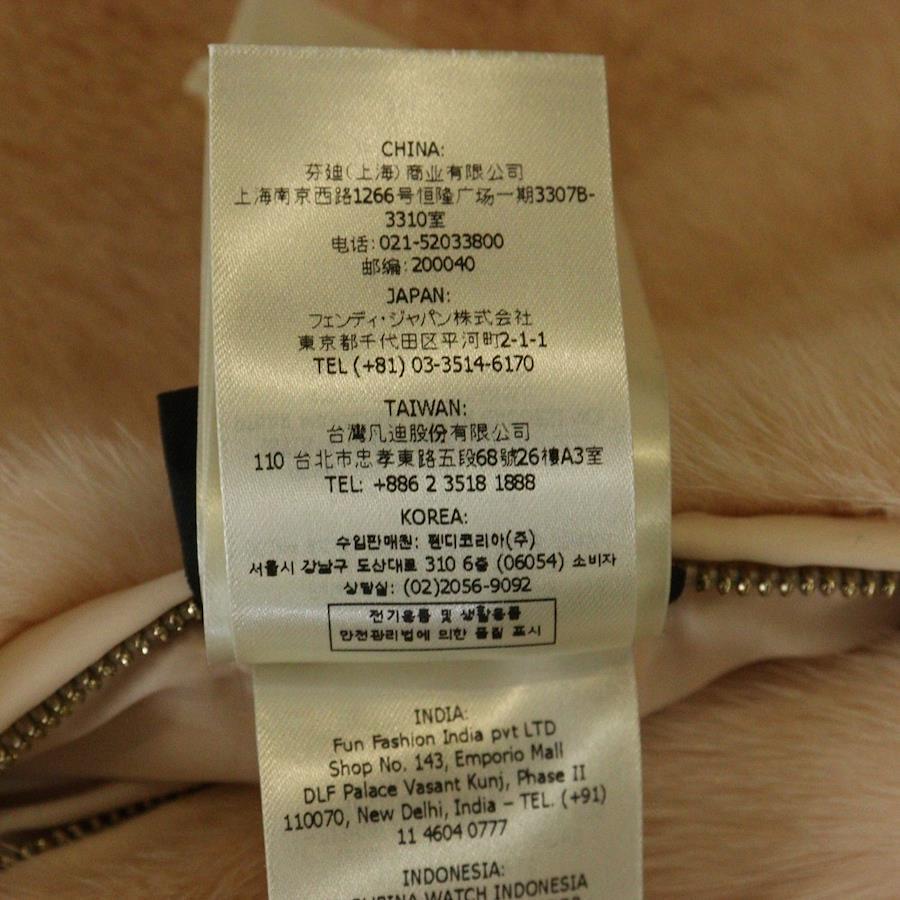 CHINA:
芬迪(上海)商业有限公司
上海南京西路1266号恒隆广场一期3307B-
3310室
电话:021-52033800
邮编:200040
JAPAN:
フェンディ・ジャパン株式会社
東京都千代田区平河町2-1-1
TEL (+81) 03-3514-6170
TAIWAN:
台灣凡迪股份有限公司
110 台北市忠孝東路五段68號26樓A3室
TEL: +886 2 3518 1888
KOREA:
수입판매원: 펜디코리아(주)
서울시 강남구 도산대로 310 6층 (06054) 소비자
상담실: (02)2056-9092
전기용품 및 생활용품
안전관리법에 의한 품질 표시
INDIA:
Fun Fashion India pvt LTD
Shop No. 143, Emporio Mall
DLF Palace Vasant Kunj, Phase II
110070, New Delhi, India – TEL. (+91)
11 4604 0777
INDONESIA:
WATCH INDONESIA